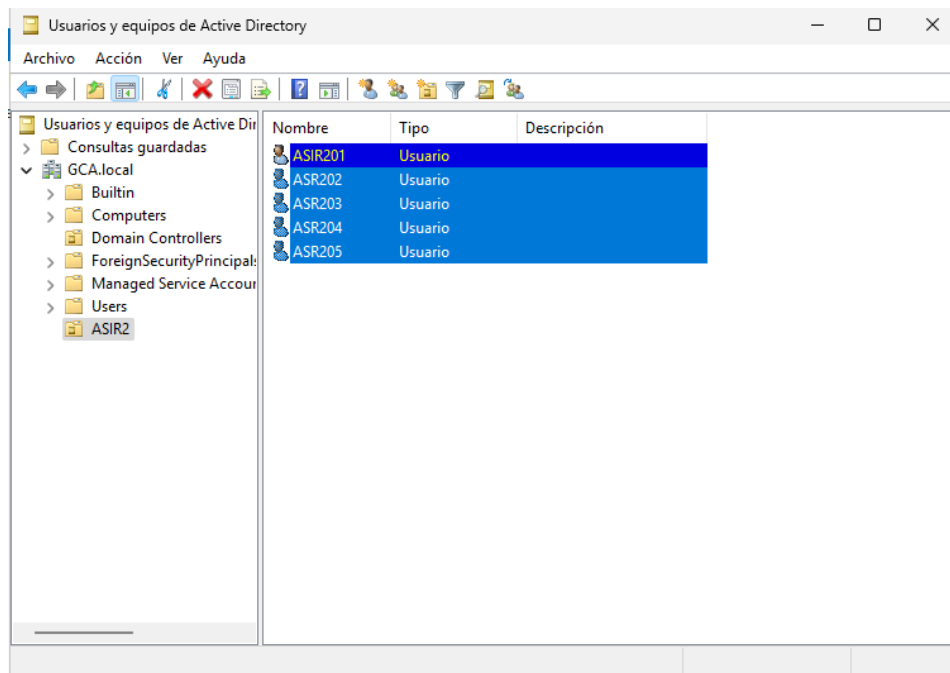 Usuarios y equipos de Active Directory
Archivo Acción Ver Ayuda
Usuarios y equipos de Active Dir
Consultas guardadas
GCA.local
Builtin
Computers
Domain Controllers
ForeignSecurityPrincipal
Managed Service Accour
Users
ASIR2
Nombre Tipo Descripción
ASIR201 Usuario
ASR202 Usuario
ASR203 Usuario
ASR204 Usuario
ASR205 Usuario